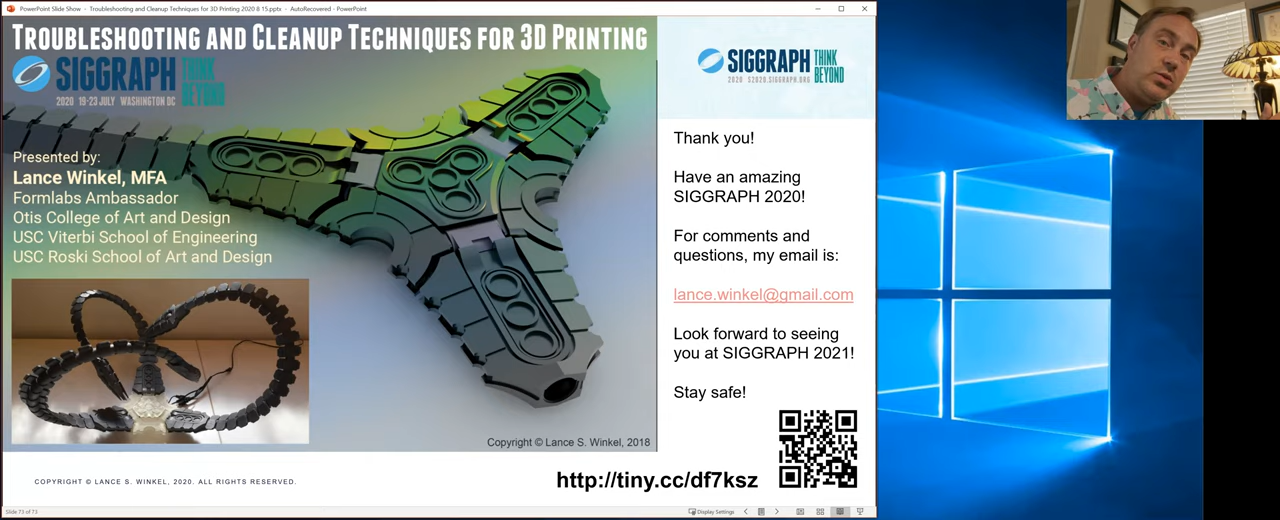 PowerPoint Slide Show - Troubleshooting and Cleanup Techniques for 3D Printing 2020 8 15.pptx - AutoRecovered - PowerPoint
TROUBLESHOOTING AND CLEANUP TECHNIQUES FOR 3D PRINTING
SIGGRAPH THINK BEYOND
2020 19-23 JULY WASHINGTON DC
Presented by:
Lance Winkel, MFA
Formlabs Ambassador
Otis College of Art and Design
USC Viterbi School of Engineering
USC Roski School of Art and Design
Copyright © Lance S. Winkel, 2018
SIGGRAPH THINK BEYOND
2020 S2020.SIGGRAPH.ORG
Thank you!
Have an amazing
SIGGRAPH 2020!
For comments and
questions, my email is:
lance.winkel@gmail.com
Look forward to seeing
you at SIGGRAPH 2021!
Stay safe!
COPYRIGHT © LANCE S. WINKEL, 2020. ALL RIGHTS RESERVED.
http://tiny.cc/df7ksz
Slide 73 of 73
Display Settings